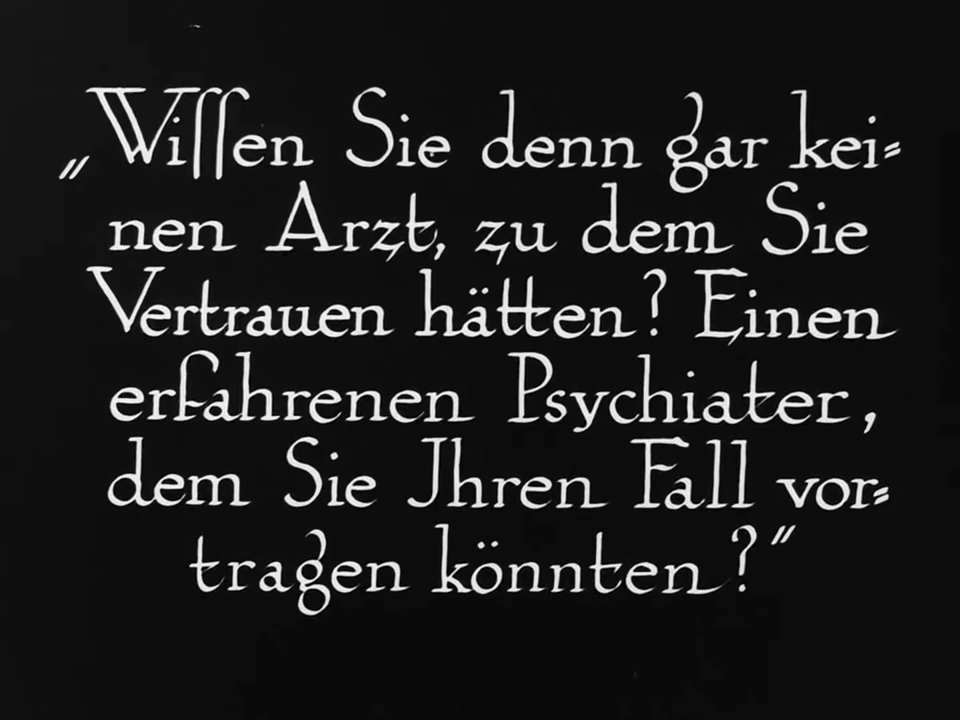 „Wiſſen Sie denn gar kei⸗
nen Arzt, zu dem Sie
Vertrauen hätten? Einen
erfahrenen Psychiater,
dem Sie Ihren Fall vor⸗
tragen könnten?“